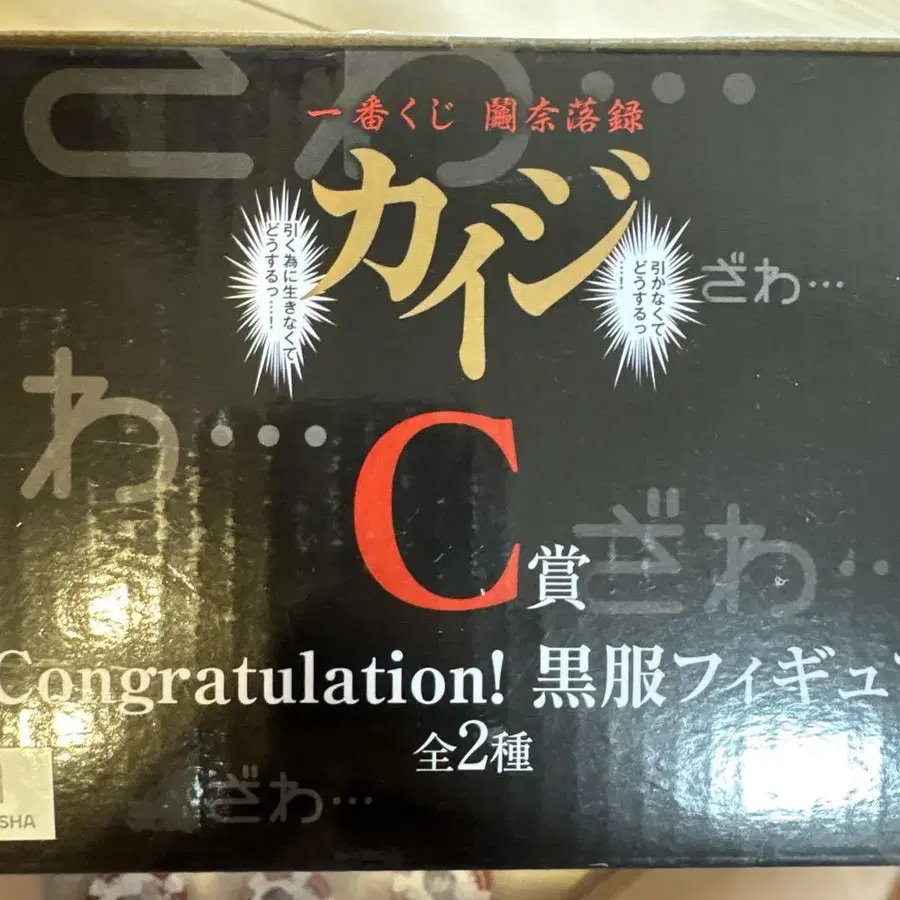 ざわ…
一番くじ 闇奈落録
カイジ
引く為に生きなくて
どうするっ…!
引かなくて
どうするっ
…!
ざわ…
わ…
C賞
ざわ…
Congratulation! 黒服フィギュ
全2種
ざわ…
SHA